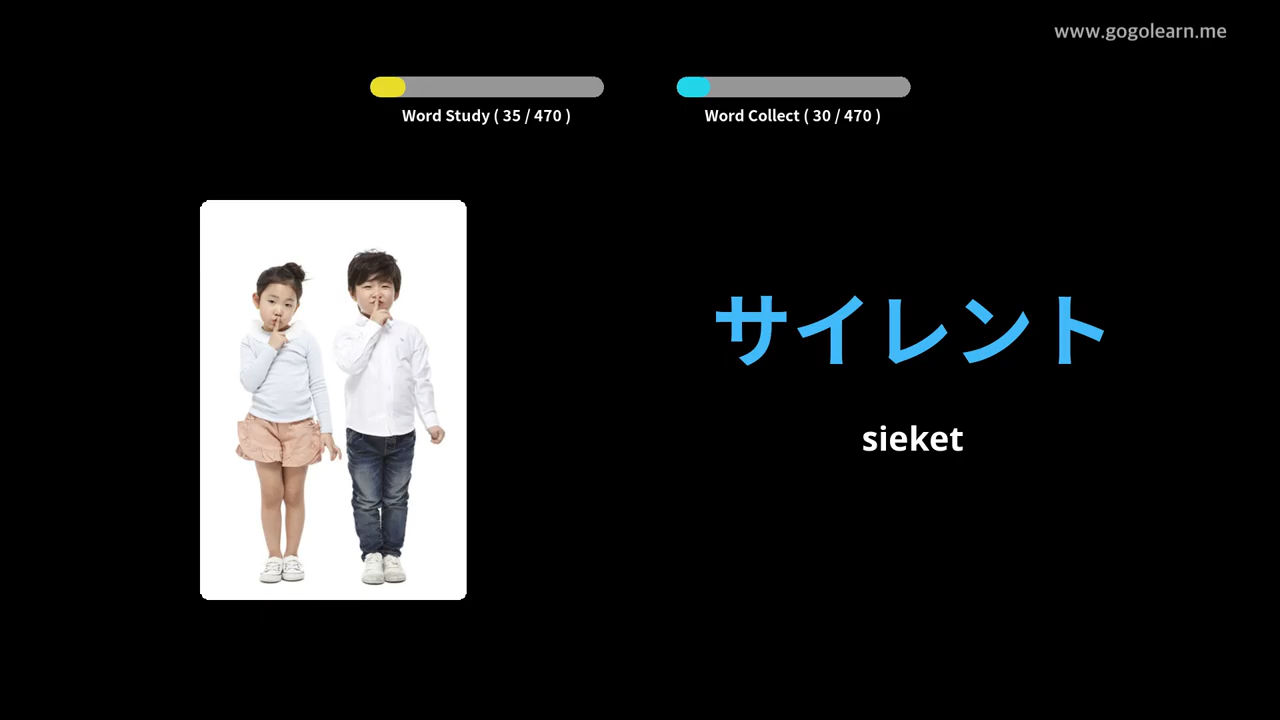 www.gogolearn.me
Word Study ( 35 / 470 )
Word Collect ( 30 / 470 )
サイレント
sieket